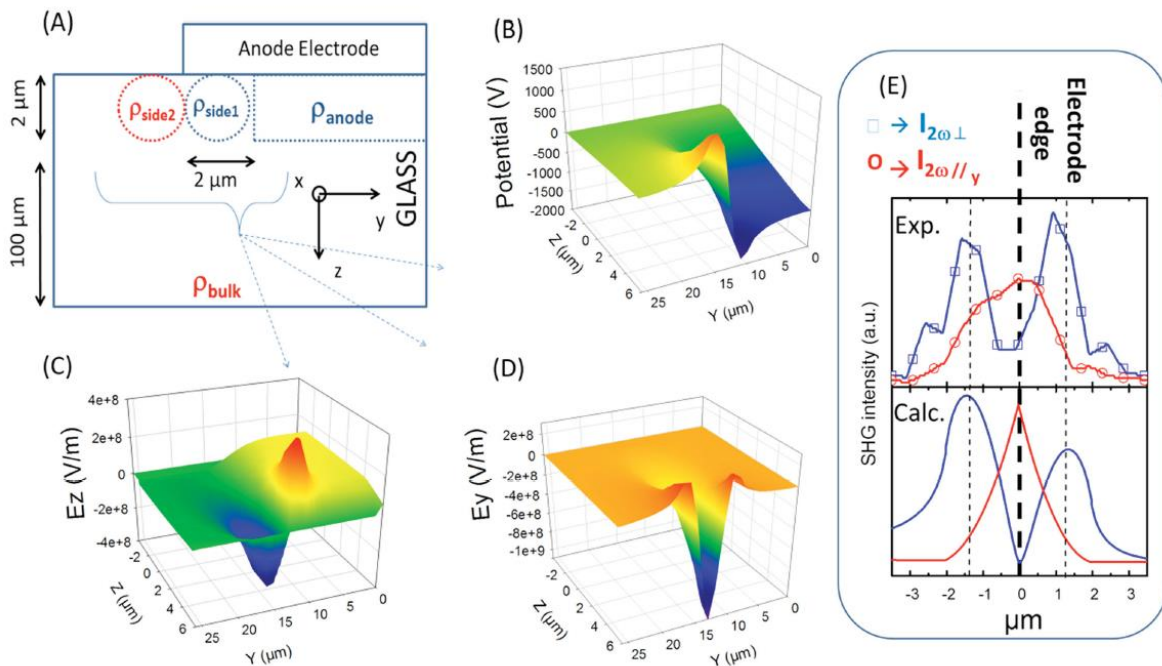 (A)
Anode Electrode
2 μm
ρside2
ρside1
ρanode
2 μm
x
y
z
GLASS
100 μm
ρbulk
(B)
Potential (V)
1500
1000
500
0
-500
-1000
-1500
-2000
-2
0
2
4
6
Z (μm)
25
20
15
10
5
0
Y (μm)
(C)
Ez (V/m)
4e+8
2e+8
0
-2e+8
-4e+8
-2
0
2
4
6
Z (μm)
25
20
15
10
5
0
Y (μm)
(D)
Ey (V/m)
2e+8
0
-2e+8
-4e+8
-6e+8
-8e+8
-1e+9
-2
0
2
4
6
Z (μm)
25
20
15
10
5
0
Y (μm)
(E)
□ → I2ω⊥
O → I2ω//y
Electrode
edge
Exp.
Calc.
SHG intensity (a.u.)
-3 -2 -1 0 1 2 3
μm